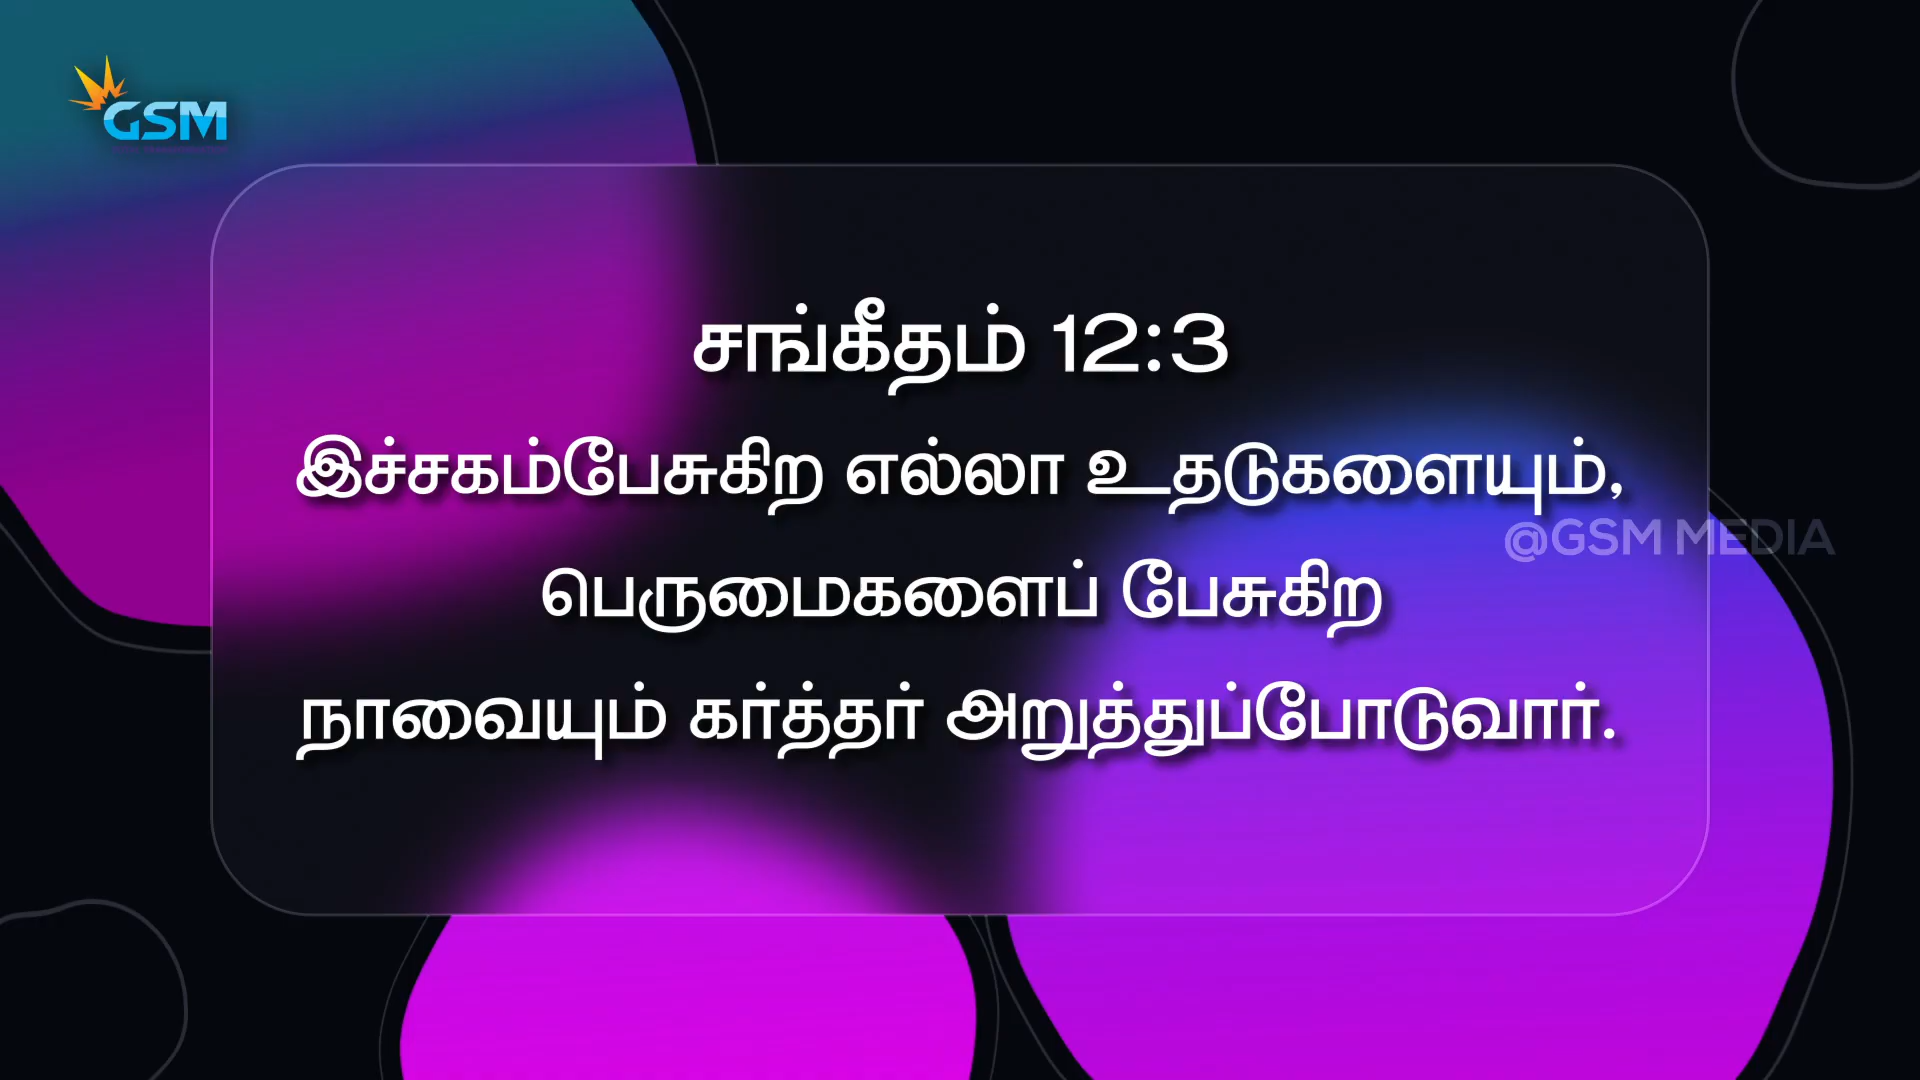 GSM
சங்கீதம் 12:3
இச்சகம்பேசுகிற எல்லா உதடுகளையும்,
@GSM MEDIA
பெருமைகளைப் பேசுகிற
நாவையும் கர்த்தர் அறுத்துப்போடுவார்.